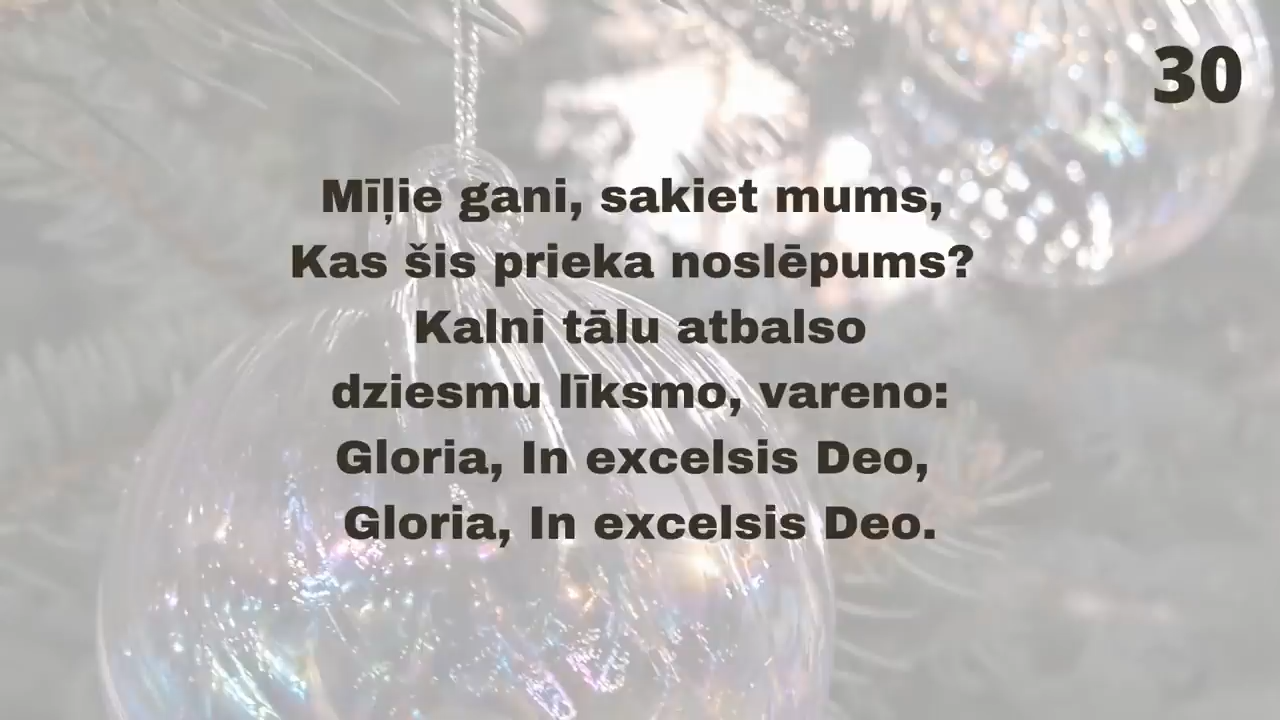 30
Mīļie gani, sakiet mums,
Kas šis prieka noslēpums?
Kalni tālu atbalso
dziesmu līksmo, vareno:
Gloria, In excelsis Deo,
Gloria, In excelsis Deo.